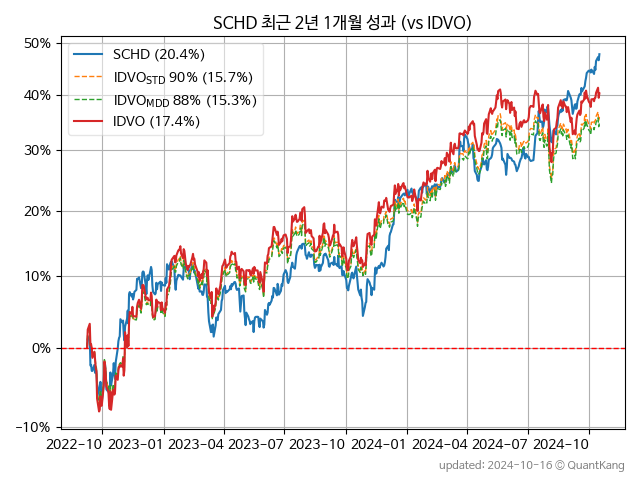 SCHD 최근 2년 1개월 성과 (vs IDVO)
50%
40%
30%
20%
10%
0%
−10%
SCHD (20.4%)
IDVOSTD 90% (15.7%)
IDVOMDD 88% (15.3%)
IDVO (17.4%)
2022-10 2023-01 2023-04 2023-07 2023-10 2024-01 2024-04 2024-07 2024-10
updated: 2024-10-16 © QuantKang